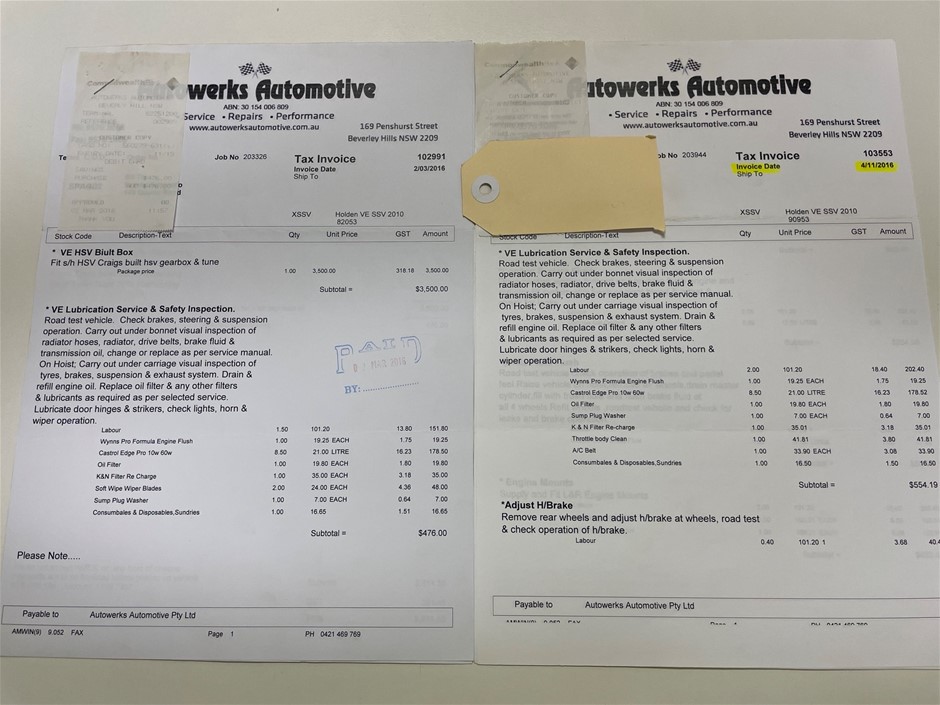 werks Automotive
ABN: 30 154 006 809
Service • Repairs • Performance
www.autowerksautomotive.com.au
169 Penshurst Street
Beverley Hills NSW 2209
Job No 203326
Tax Invoice 102991
Invoice Date 2/03/2016
Ship To
XSSV Holden VE SSV 2010
82053
Stock Code Description-Text Qty Unit Price GST Amount
* VE HSV Biult Box
Fit s/h HSV Craigs built hsv gearbox & tune
Package price 1.00 3,500.00 318.18 3,500.00
Subtotal = $3,500.00
* VE Lubrication Service & Safety Inspection.
Road test vehicle. Check brakes, steering & suspension
operation. Carry out under bonnet visual inspection of
radiator hoses, radiator, drive belts, brake fluid &
transmission oil, change or replace as per service manual.
On Hoist; Carry out under carriage visual inspection of
tyres, brakes, suspension & exhaust system. Drain &
refill engine oil. Replace oil filter & any other filters
& lubricants as required as per selected service.
Lubricate door hinges & strikers, check lights, horn &
wiper operation.
Labour 1.50 101.20 13.80 151.80
Wynns Pro Formula Engine Flush 1.00 19.25 EACH 1.75 19.25
Castrol Edge Pro 10w 60w 8.50 21.00 LITRE 16.23 178.50
Oil Filter 1.00 19.80 EACH 1.80 19.80
K&N Filter Re Charge 1.00 35.00 EACH 3.18 35.00
Soft Wipe Wiper Blades 2.00 24.00 EACH 4.36 48.00
Sump Plug Washer 1.00 7.00 EACH 0.64 7.00
Consumables & Disposables,Sundries 1.00 16.65 1.51 16.65
Subtotal = $476.00
PAID
MAR 2016
BY:
Please Note.....
Payable to Autowerks Automotive Pty Ltd
AMWIN(9) 9.052 FAX Page 1 PH 0421 469 769
utowerks Automotive
ABN: 30 154 006 809
• Service • Repairs • Performance
www.autowerksautomotive.com.au
169 Penshurst Street
Beverley Hills NSW 2209
Job No 203944
Tax Invoice 103553
Invoice Date 4/11/2016
Ship To
XSSV Holden VE SSV 2010
90953
Stock Code Description-Text Qty Unit Price GST Amount
* VE Lubrication Service & Safety Inspection.
Road test vehicle. Check brakes, steering & suspension
operation. Carry out under bonnet visual inspection of
radiator hoses, radiator, drive belts, brake fluid &
transmission oil, change or replace as per service manual.
On Hoist; Carry out under carriage visual inspection of
tyres, brakes, suspension & exhaust system. Drain &
refill engine oil. Replace oil filter & any other filters
& lubricants as required as per selected service.
Lubricate door hinges & strikers, check lights, horn &
wiper operation.
Labour 2.00 101.20 18.40 202.40
Wynns Pro Formula Engine Flush 1.00 19.25 EACH 1.75 19.25
Castrol Edge Pro 10w 60w 8.50 21.00 LITRE 16.23 178.52
Oil Filter 1.00 19.80 EACH 1.80 19.80
Sump Plug Washer 1.00 7.00 EACH 0.64 7.00
K & N Filter Re-charge 1.00 35.01 3.18 35.01
Throttle body Clean 1.00 41.81 3.80 41.81
A/C Belt 1.00 33.90 EACH 3.08 33.90
Consumbales & Disposables,Sundries 1.00 16.50 1.50 16.50
Subtotal = $554.19
*Adjust H/Brake
Remove rear wheels and adjust h/brake at wheels, road test
& check operation of h/brake.
Labour 0.40 101.20 1 3.68 40.4
Payable to Autowerks Automotive Pty Ltd